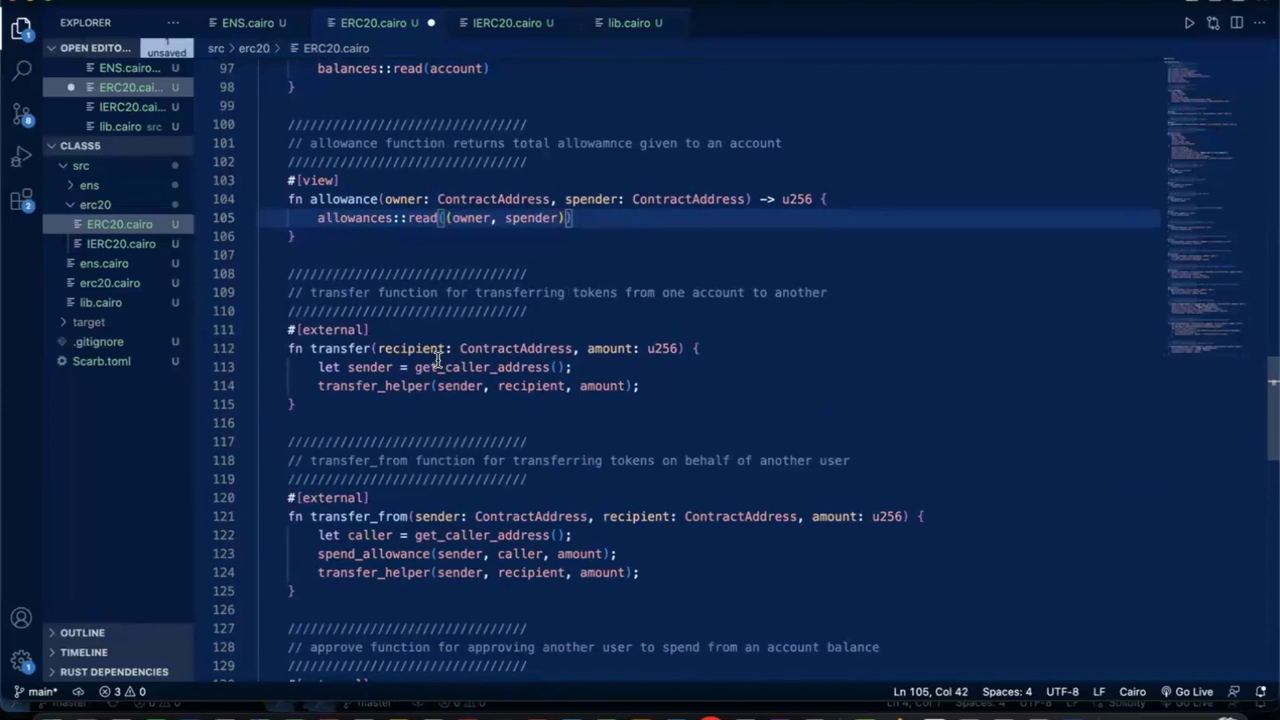 EXPLORER
ENS.cairo U
ERC20.cairo
IERC20.cairo U
lib.cairo U
OPEN EDITO... 1 unsaved
src > erc20 > ERC20.cairo
ENS.cairo... U
ERC20.cai... U
IERC20.cai... U
lib.cairo src U
CLASS5
src
ens
erc20
ERC20.cairo U
IERC20.cairo U
ens.cairo U
erc20.cairo U
lib.cairo U
target
.gitignore U
Scarb.toml U
OUTLINE
TIMELINE
RUST DEPENDENCIES
8
2
1
1
97 balances::read(account)
98 }
99
100 ////////////////////////////////
101 // allowance function returns total allowamnce given to an account
102 ////////////////////////////////
103 #[view]
104 fn allowance(owner: ContractAddress, spender: ContractAddress) -> u256 {
105 allowances::read((owner, spender))
106 }
107
108 ////////////////////////////////
109 // transfer function for transferring tokens from one account to another
110 ////////////////////////////////
111 #[external]
112 fn transfer(recipient: ContractAddress, amount: u256) {
113 let sender = get_caller_address();
114 transfer_helper(sender, recipient, amount);
115 }
116
117 ////////////////////////////////
118 // transfer_from function for transferring tokens on behalf of another user
119 ////////////////////////////////
120 #[external]
121 fn transfer_from(sender: ContractAddress, recipient: ContractAddress, amount: u256) {
122 let caller = get_caller_address();
123 spend_allowance(sender, caller, amount);
124 transfer_helper(sender, recipient, amount);
125 }
126
127 ////////////////////////////////
128 // approve function for approving another user to spend from an account balance
129 ////////////////////////////////
main* 3 0 Ln 105, Col 42 Spaces: 4 UTF-8 LF Cairo Go Live